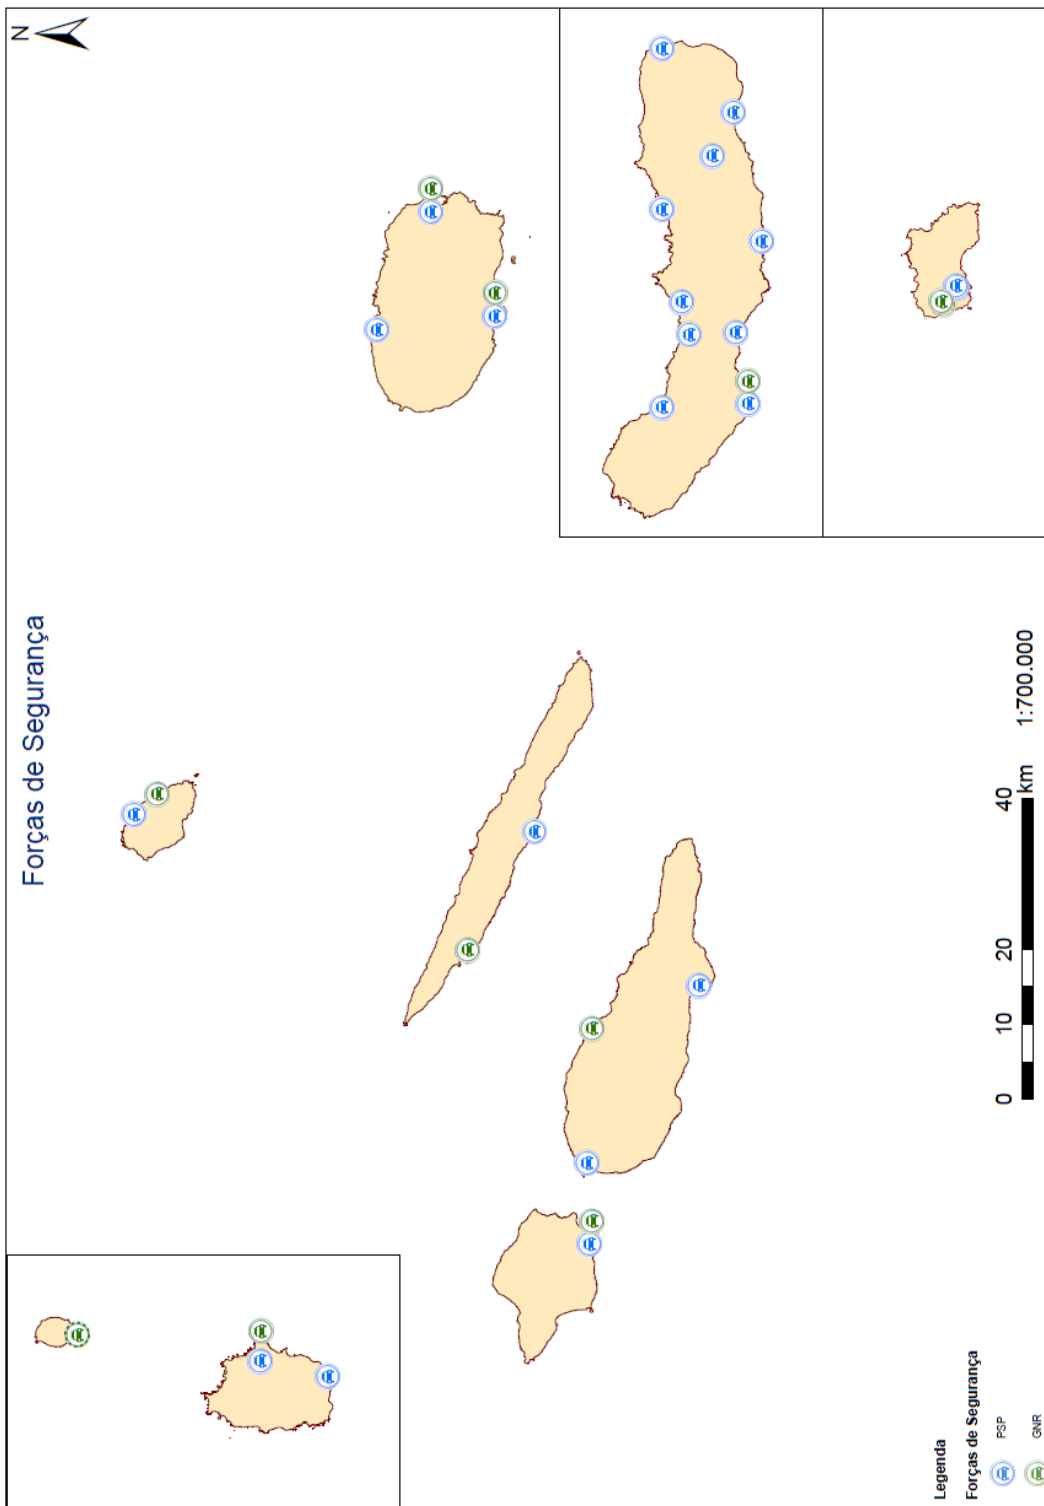 Forças de Segurança
N
0 10 20 40
km
1:700.000
Legenda
Forças de Segurança
PSP
GNR